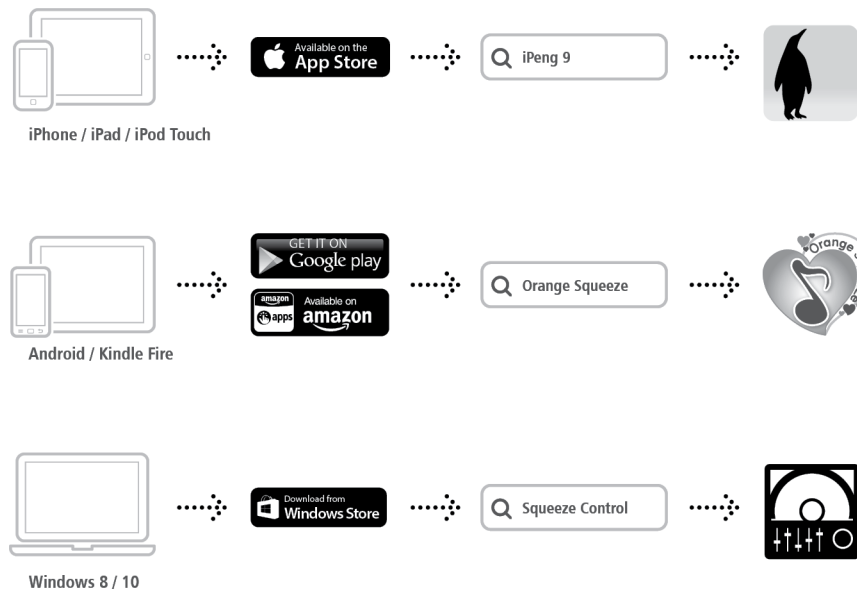 Available on the
App Store
iPeng 9
iPhone / iPad / iPod Touch
GET IT ON
Google play
amazon
apps
Available on
amazon
Orange Squeeze
Orange
Android / Kindle Fire
Download from
Windows Store
Squeeze Control
Windows 8 / 10